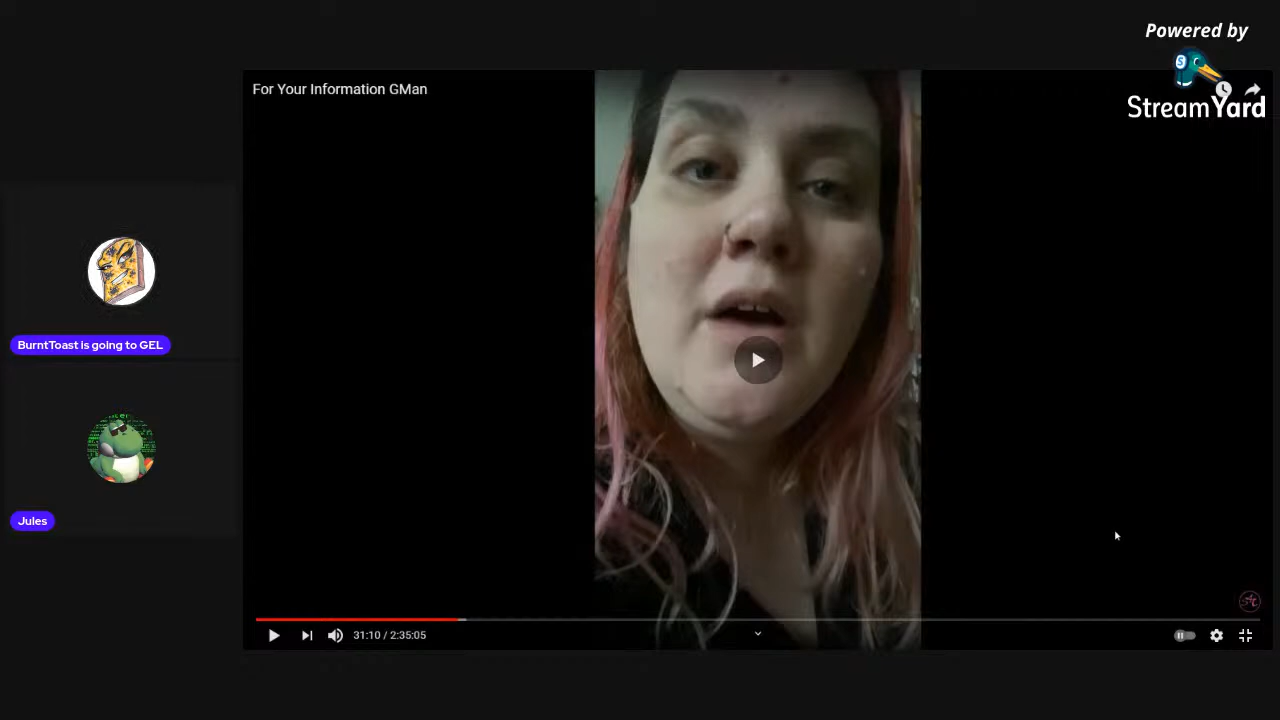 Powered by
StreamYard
For Your Information GMan
BurntToast is going to GEL
Jules
31:10 / 2:35:05